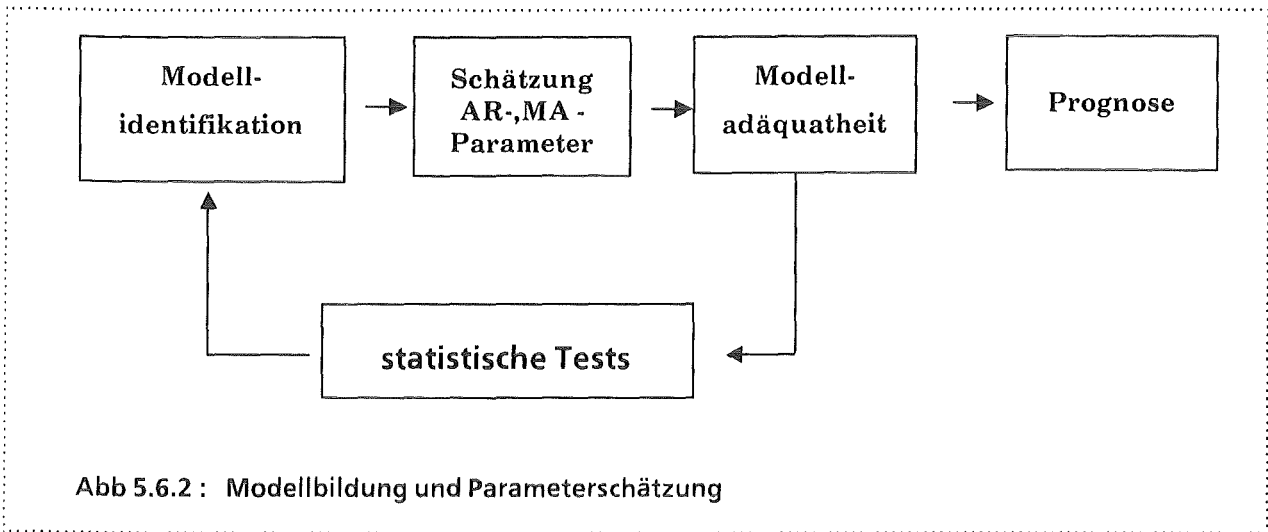 Modell-
identifikation
Schätzung
AR-,MA -
Parameter
Modell-
adäquatheit
Prognose
statistische Tests
Abb 5.6.2 : Modellbildung und Parameterschätzung